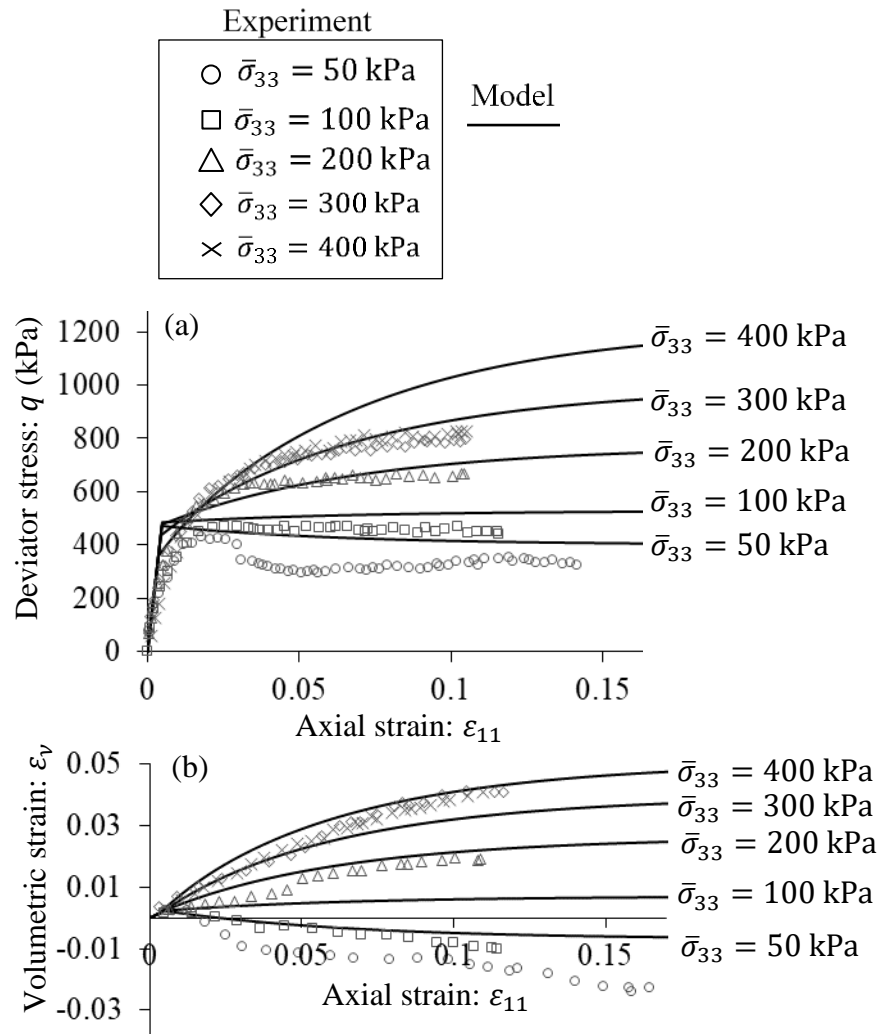 Experiment
σ̄₃₃ = 50 kPa
σ̄₃₃ = 100 kPa
σ̄₃₃ = 200 kPa
σ̄₃₃ = 300 kPa
σ̄₃₃ = 400 kPa
Model
(a)
Deviator stress: q (kPa)
1200
1000
800
600
400
200
0
0
0.05
0.1
0.15
Axial strain: ε₁₁
σ̄₃₃ = 400 kPa
σ̄₃₃ = 300 kPa
σ̄₃₃ = 200 kPa
σ̄₃₃ = 100 kPa
σ̄₃₃ = 50 kPa
(b)
Volumetric strain: εᵥ
0.05
0.03
0.01
-0.01
-0.03
0
0.05
0.1
0.15
Axial strain: ε₁₁
σ̄₃₃ = 400 kPa
σ̄₃₃ = 300 kPa
σ̄₃₃ = 200 kPa
σ̄₃₃ = 100 kPa
σ̄₃₃ = 50 kPa